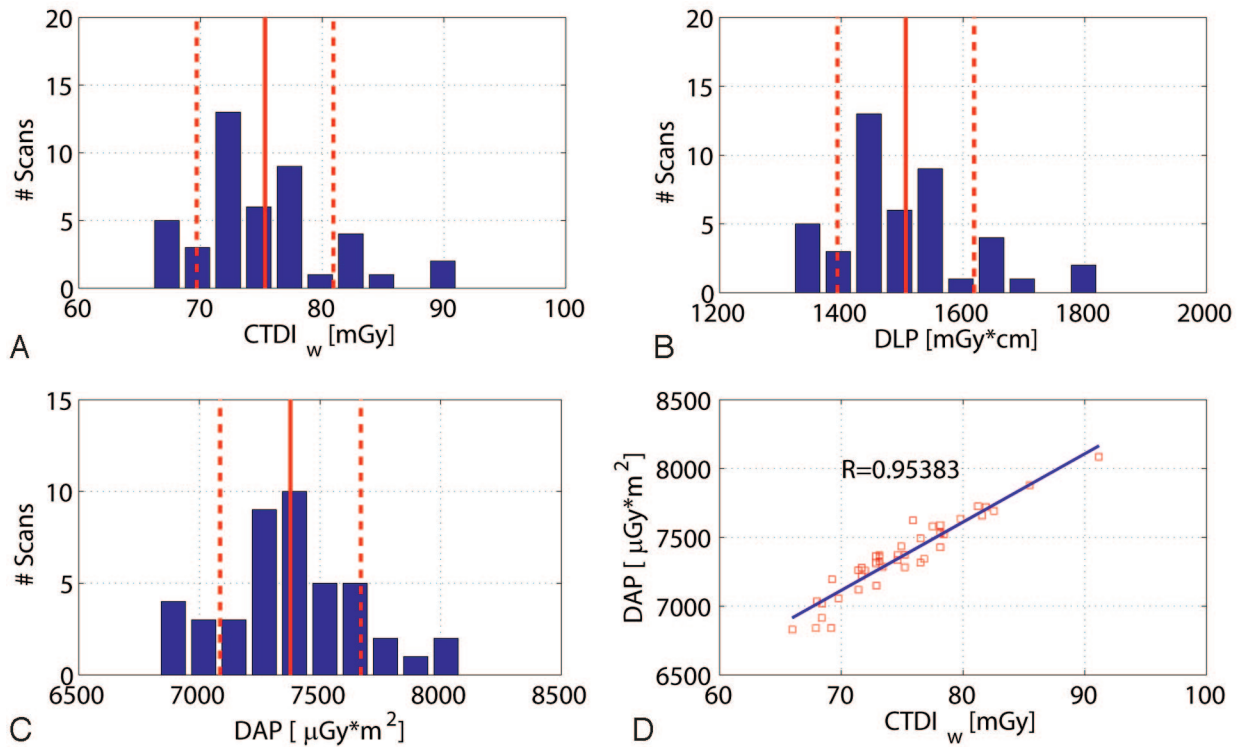 20
15
10
5
0
# Scans
60 70 80 90 100
CTDI w [mGy]
A
20
15
10
5
0
# Scans
1200 1400 1600 1800 2000
DLP [mGy*cm]
B
15
10
5
0
# Scans
6500 7000 7500 8000 8500
DAP [ μGy*m2]
C
8500
8000
7500
7000
6500
DAP [ μGy*m2]
R=0.95383
60 70 80 90 100
CTDI w [mGy]
D